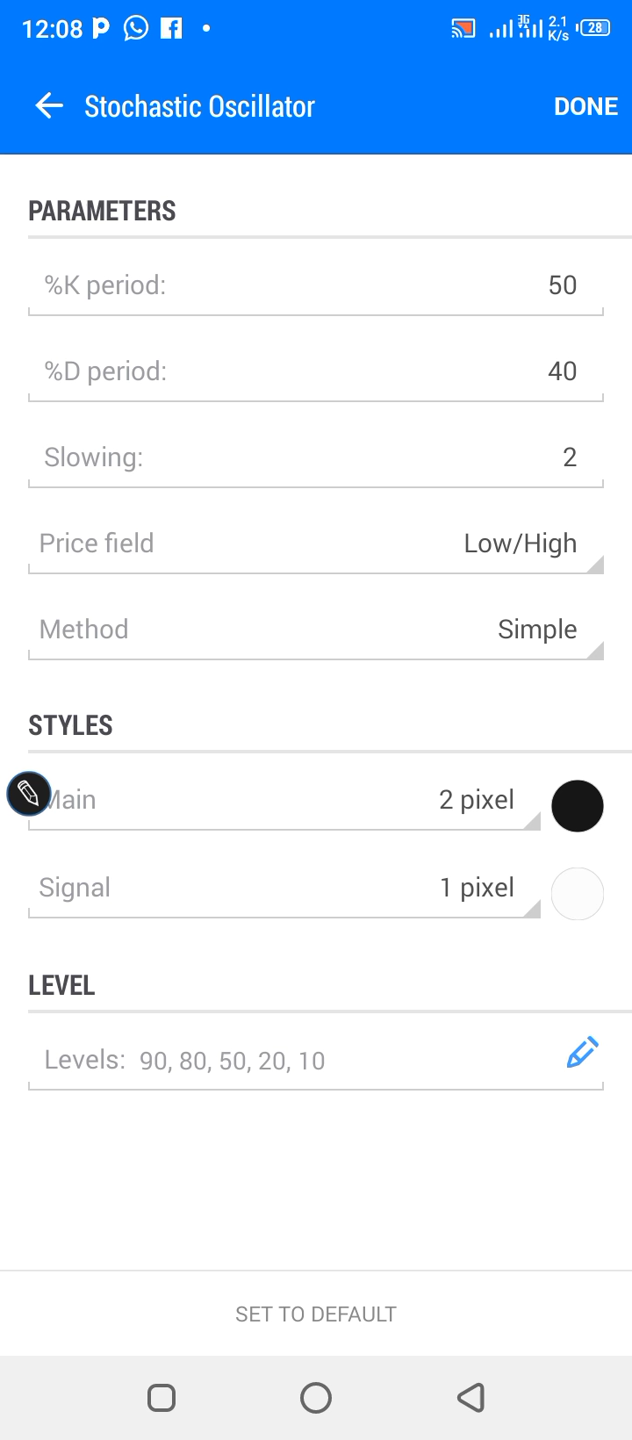 12:08 3G 2.1 K/s 28
Stochastic Oscillator DONE
PARAMETERS
%K period: 50
%D period: 40
Slowing: 2
Price field Low/High
Method Simple
STYLES
Main 2 pixel
Signal 1 pixel
LEVEL
Levels: 90, 80, 50, 20, 10
SET TO DEFAULT